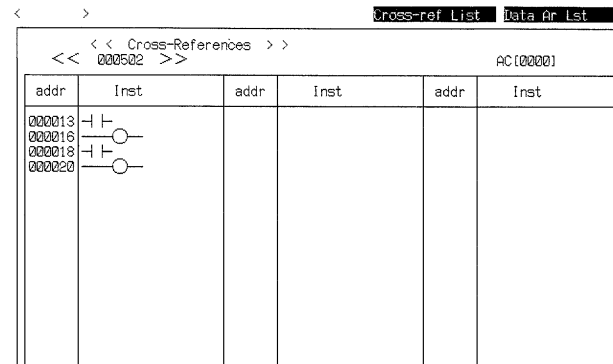 < > Cross-ref List Data Ar Lst
< < Cross-References > >
<< 000502 >> AC[0000]
addr Inst addr Inst addr Inst
000013
000016
000018
000020